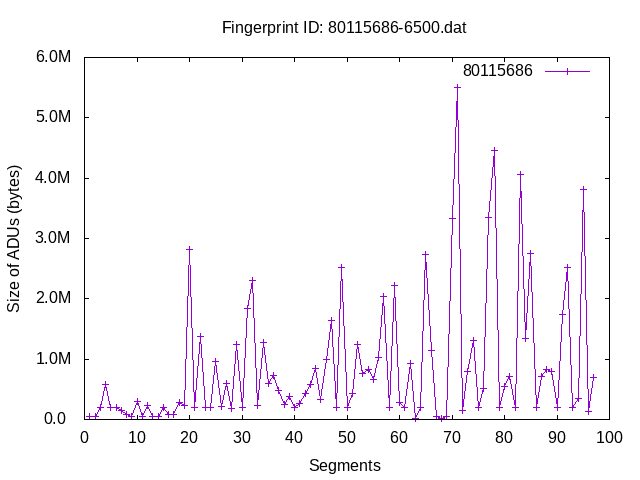 Fingerprint ID: 80115686-6500.dat
80115686
6.0M
5.0M
4.0M
3.0M
2.0M
1.0M
0.0
Size of ADUs (bytes)
0 10 20 30 40 50 60 70 80 90 100
Segments